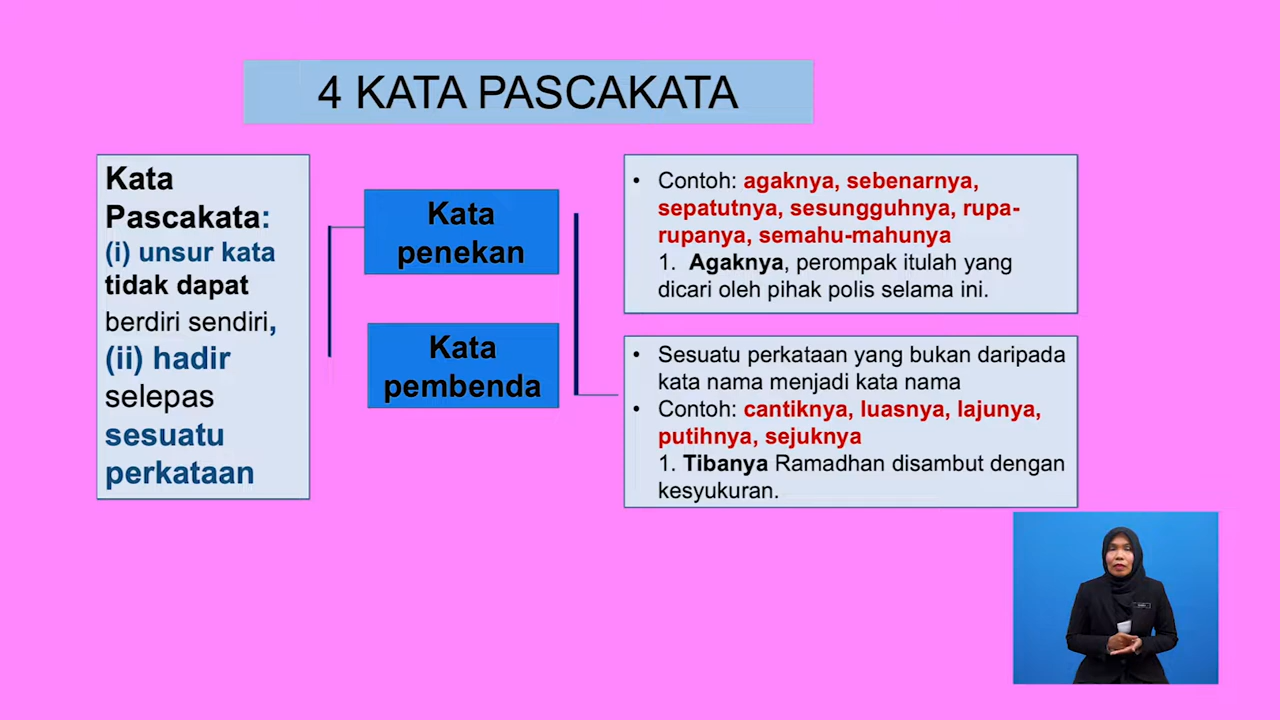 4 KATA PASCAKATA
Kata
Pascakata:
(i) unsur kata
tidak dapat
berdiri sendiri,
(ii) hadir
selepas
sesuatu
perkataan
Kata
penekan
Kata
pembenda
• Contoh: agaknya, sebenarnya,
sepatutnya, sesungguhnya, rupa-
rupanya, semahu-mahunya
1. Agaknya, perompak itulah yang
dicari oleh pihak polis selama ini.
• Sesuatu perkataan yang bukan daripada
kata nama menjadi kata nama
• Contoh: cantiknya, luasnya, lajunya,
putihnya, sejuknya
1. Tibanya Ramadhan disambut dengan
kesyukuran.